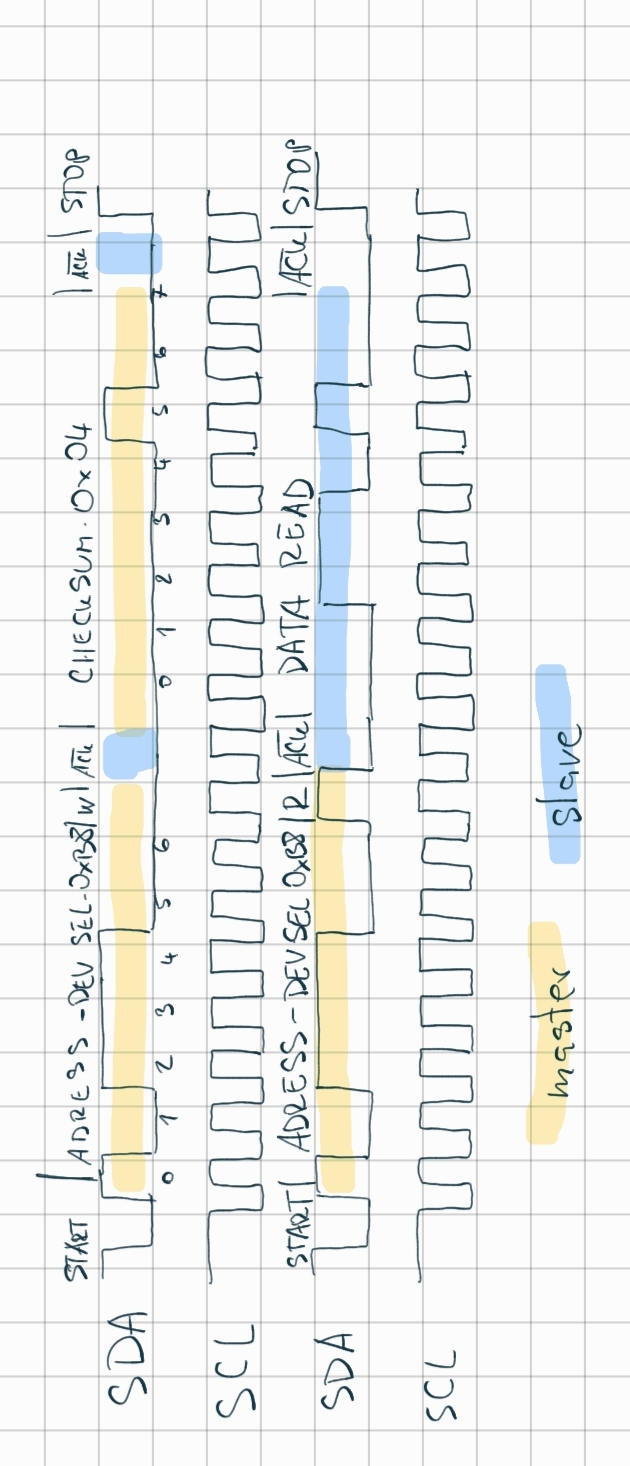 START | ADRESS - DEV SEL - 0xB8 | W | ACK | CHECKSUM . 0x04 | ACK | STOP
SDA
0 1 2 3 4 5 6 0 1 2 3 4 5 6 7
SCL
START | ADRESS - DEV SEL 0xB8 | R | ACK | DATA READ | ACK | STOP
SDA
SCL
master slave